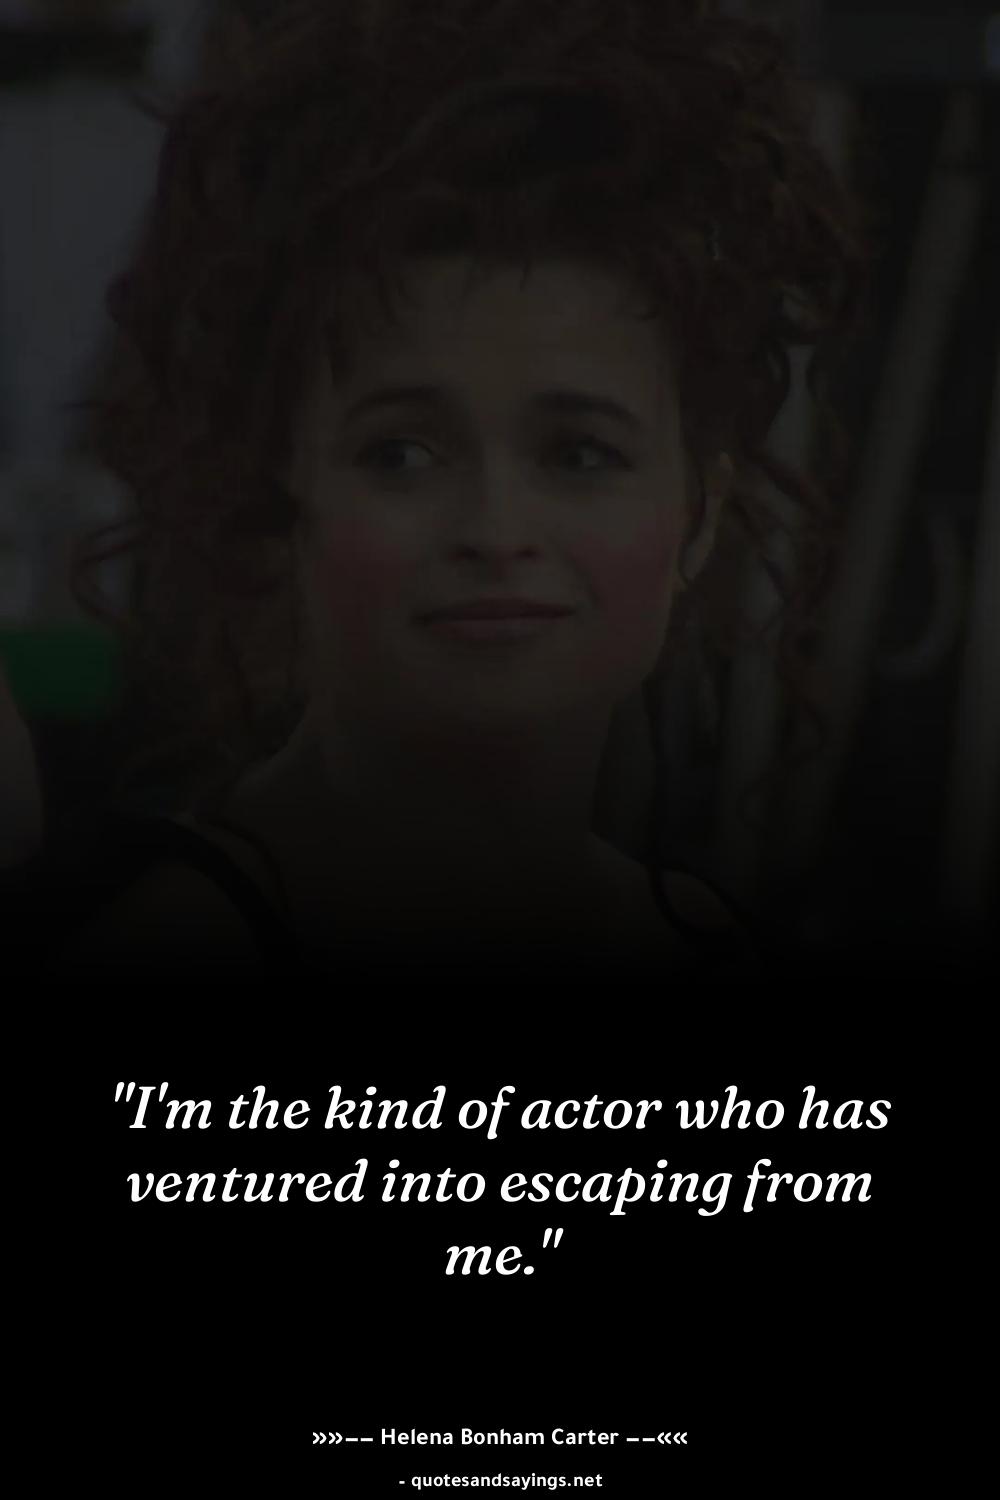 "I'm the kind of actor who has
ventured into escaping from
me."
»»–– Helena Bonham Carter ––««
- quotesandsayings.net